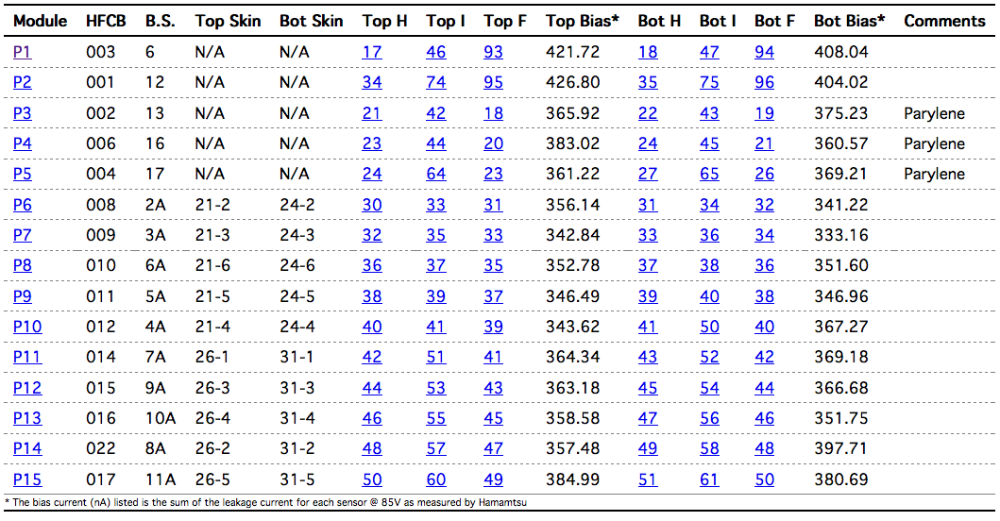 Module HFCB B.S. Top Skin Bot Skin Top H Top I Top F Top Bias* Bot H Bot I Bot F Bot Bias* Comments
P1 003 6 N/A N/A 17 46 93 421.72 18 47 94 408.04
P2 001 12 N/A N/A 34 74 95 426.80 35 75 96 404.02
P3 002 13 N/A N/A 21 42 18 365.92 22 43 19 375.23 Parylene
P4 006 16 N/A N/A 23 44 20 383.02 24 45 21 360.57 Parylene
P5 004 17 N/A N/A 24 64 23 361.22 27 65 26 369.21 Parylene
P6 008 2A 21-2 24-2 30 33 31 356.14 31 34 32 341.22
P7 009 3A 21-3 24-3 32 35 33 342.84 33 36 34 333.16
P8 010 6A 21-6 24-6 36 37 35 352.78 37 38 36 351.60
P9 011 5A 21-5 24-5 38 39 37 346.49 39 40 38 346.96
P10 012 4A 21-4 24-4 40 41 39 343.62 41 50 40 367.27
P11 014 7A 26-1 31-1 42 51 41 364.34 43 52 42 369.18
P12 015 9A 26-3 31-3 44 53 43 363.18 45 54 44 366.68
P13 016 10A 26-4 31-4 46 55 45 358.58 47 56 46 351.75
P14 022 8A 26-2 31-2 48 57 47 357.48 49 58 48 397.71
P15 017 11A 26-5 31-5 50 60 49 384.99 51 61 50 380.69
* The bias current (nA) listed is the sum of the leakage current for each sensor @ 85V as measured by Hamamtsu